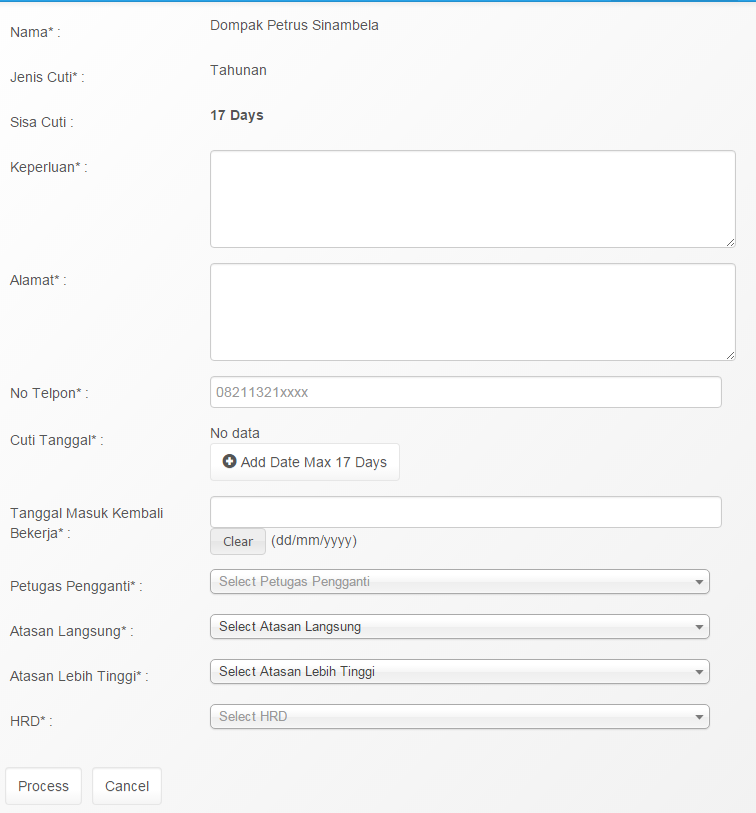 Nama* :
Dompak Petrus Sinambela
Jenis Cuti* :
Tahunan
Sisa Cuti :
17 Days
Keperluan* :
Alamat* :
No Telpon* :
08211321xxxx
Cuti Tanggal* :
No data
Add Date Max 17 Days
Tanggal Masuk Kembali
Bekerja* :
Clear
(dd/mm/yyyy)
Petugas Pengganti* :
Select Petugas Pengganti
Atasan Langsung* :
Select Atasan Langsung
Atasan Lebih Tinggi* :
Select Atasan Lebih Tinggi
HRD* :
Select HRD
Process
Cancel